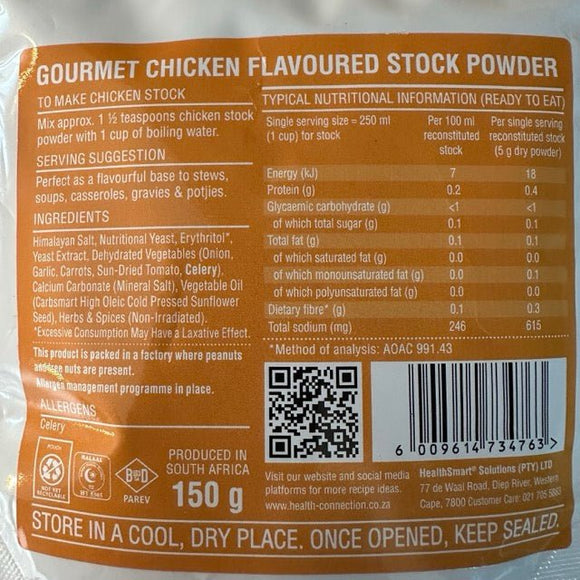 GOURMET CHICKEN FLAVOURED STOCK POWDER
TO MAKE CHICKEN STOCK
Mix approx. 1 ½ teaspoons chicken stock
powder with 1 cup of boiling water.
SERVING SUGGESTION
Perfect as a flavourful base to stews,
soups, casseroles, gravies & potjies.
INGREDIENTS
Himalayan Salt, Nutritional Yeast, Erythritol*,
Yeast Extract, Dehydrated Vegetables (Onion,
Garlic, Carrots, Sun-Dried Tomato, Celery),
Calcium Carbonate (Mineral Salt), Vegetable Oil
(Carbsmart High Oleic Cold Pressed Sunflower
Seed), Herbs & Spices (Non-Irradiated).
*Excessive Consumption May Have a Laxative Effect.
This product is packed in a factory where peanuts
and tree nuts are present.
Allergen management programme in place.
ALLERGENS
Celery
POUCH
NOT YET
RECYCLABLE
HALAAL
PAREV
PRODUCED IN
SOUTH AFRICA
150 g
TYPICAL NUTRITIONAL INFORMATION (READY TO EAT)
Single serving size = 250 ml
(1 cup) for stock
Per 100 ml
reconstituted
stock
Per single serving
reconstituted stock
(5 g dry powder)
Energy (kJ) 7 18
Protein (g) 0.2 0.4
Glycaemic carbohydrate (g) <1 <1
of which total sugar (g) 0.1 0.1
Total fat (g) 0.1 0.1
of which saturated fat (g) 0.0 0.0
of which monounsaturated fat (g) 0.0 0.1
of which polyunsaturated fat (g) 0.0 0.0
Dietary fibre* (g) 0.1 0.3
Total sodium (mg) 246 615
*Method of analysis: AOAC 991.43
6 009614 734763 >
Visit our website and social media
platforms for more recipe ideas.
www.health-connection.co.za
HealthSmart® Solutions (PTY) LTD
77 de Waal Road, Diep River, Western
Cape, 7800 Customer Care: 021 705
STORE IN A COOL, DRY PLACE. ONCE OPENED, KEEP SEALED.